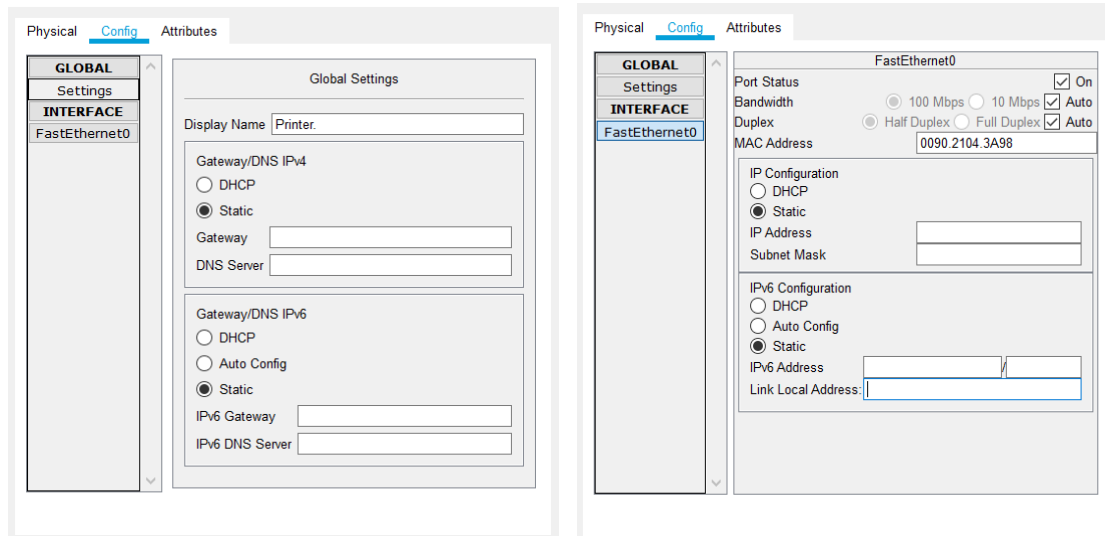 Physical Config Attributes
GLOBAL
Settings
INTERFACE
FastEthernet0
Global Settings
Display Name Printer.
Gateway/DNS IPv4
DHCP
Static
Gateway
DNS Server
Gateway/DNS IPv6
DHCP
Auto Config
Static
IPv6 Gateway
IPv6 DNS Server
Physical Config Attributes
GLOBAL
Settings
INTERFACE
FastEthernet0
FastEthernet0
Port Status On
Bandwidth 100 Mbps 10 Mbps Auto
Duplex Half Duplex Full Duplex Auto
MAC Address 0090.2104.3A98
IP Configuration
DHCP
Static
IP Address
Subnet Mask
IPv6 Configuration
DHCP
Auto Config
Static
IPv6 Address /
Link Local Address: